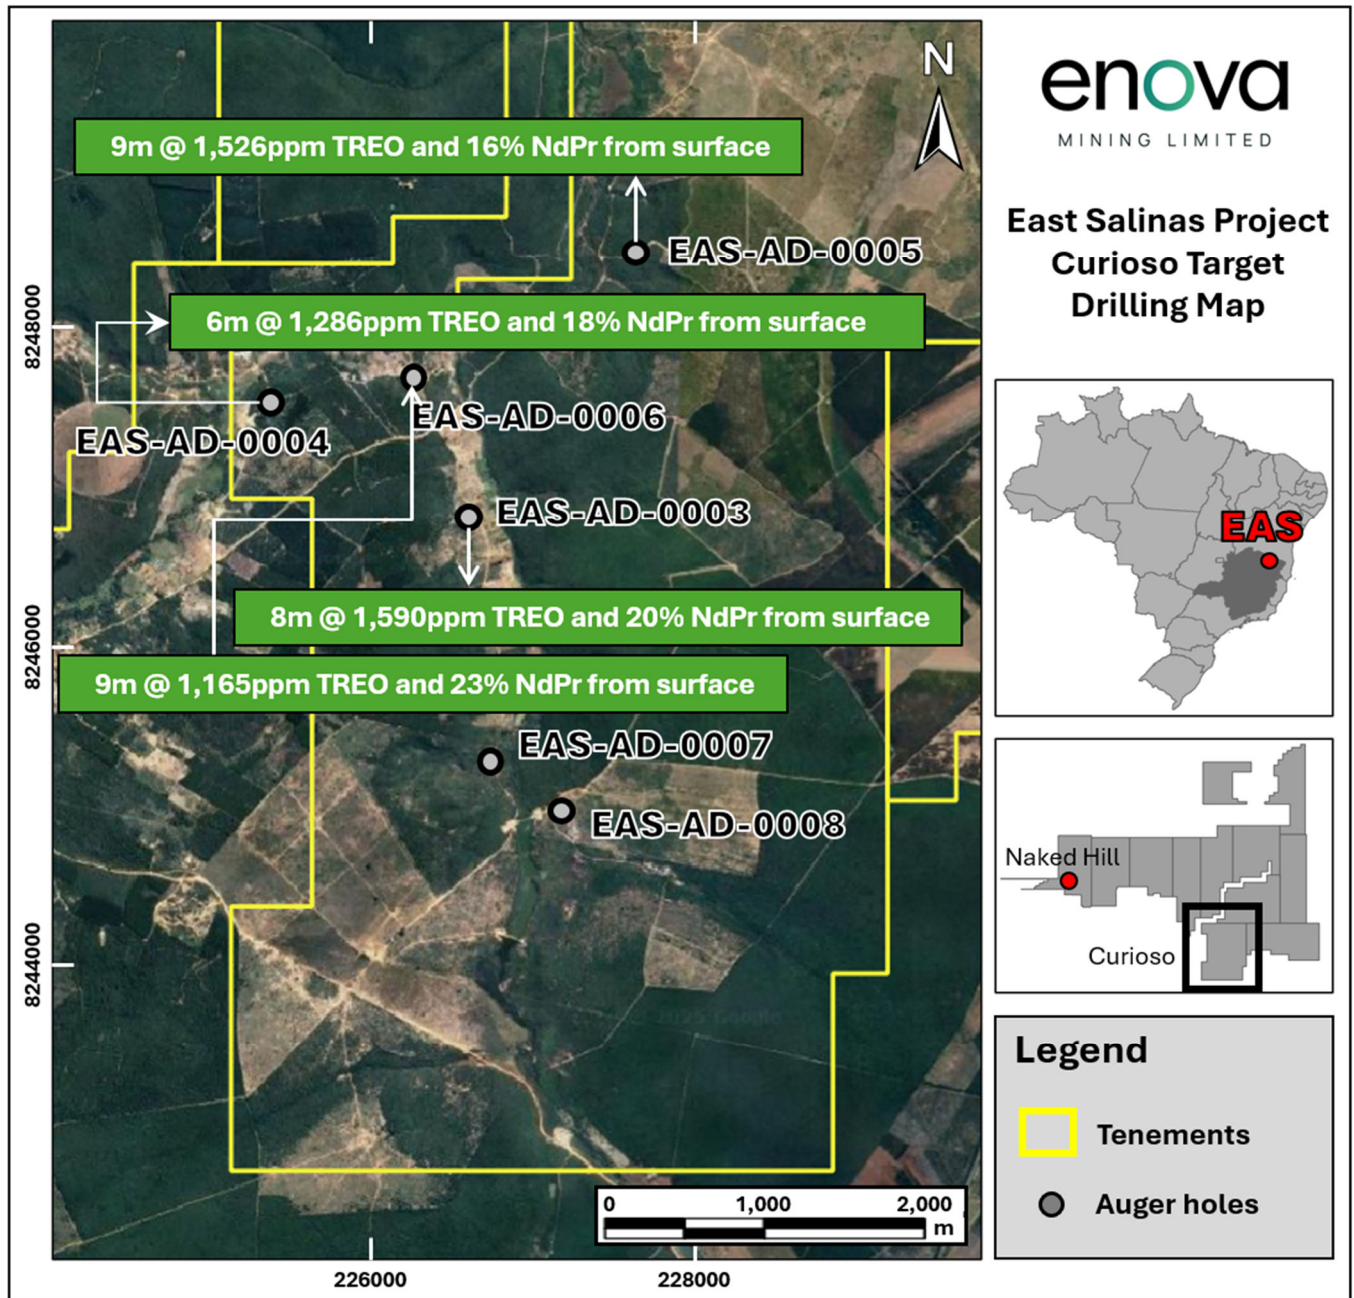 N
9m @ 1,526ppm TREO and 16% NdPr from surface
EAS-AD-0005
6m @ 1,286ppm TREO and 18% NdPr from surface
EAS-AD-0006
EAS-AD-0004
EAS-AD-0003
8m @ 1,590ppm TREO and 20% NdPr from surface
9m @ 1,165ppm TREO and 23% NdPr from surface
EAS-AD-0007
EAS-AD-0008
8248000
8246000
8244000
0 1,000 2,000
m
226000 228000
enova
MINING LIMITED
East Salinas Project
Curioso Target
Drilling Map
EAS
Naked Hill
Curioso
Legend
Tenements
Auger holes